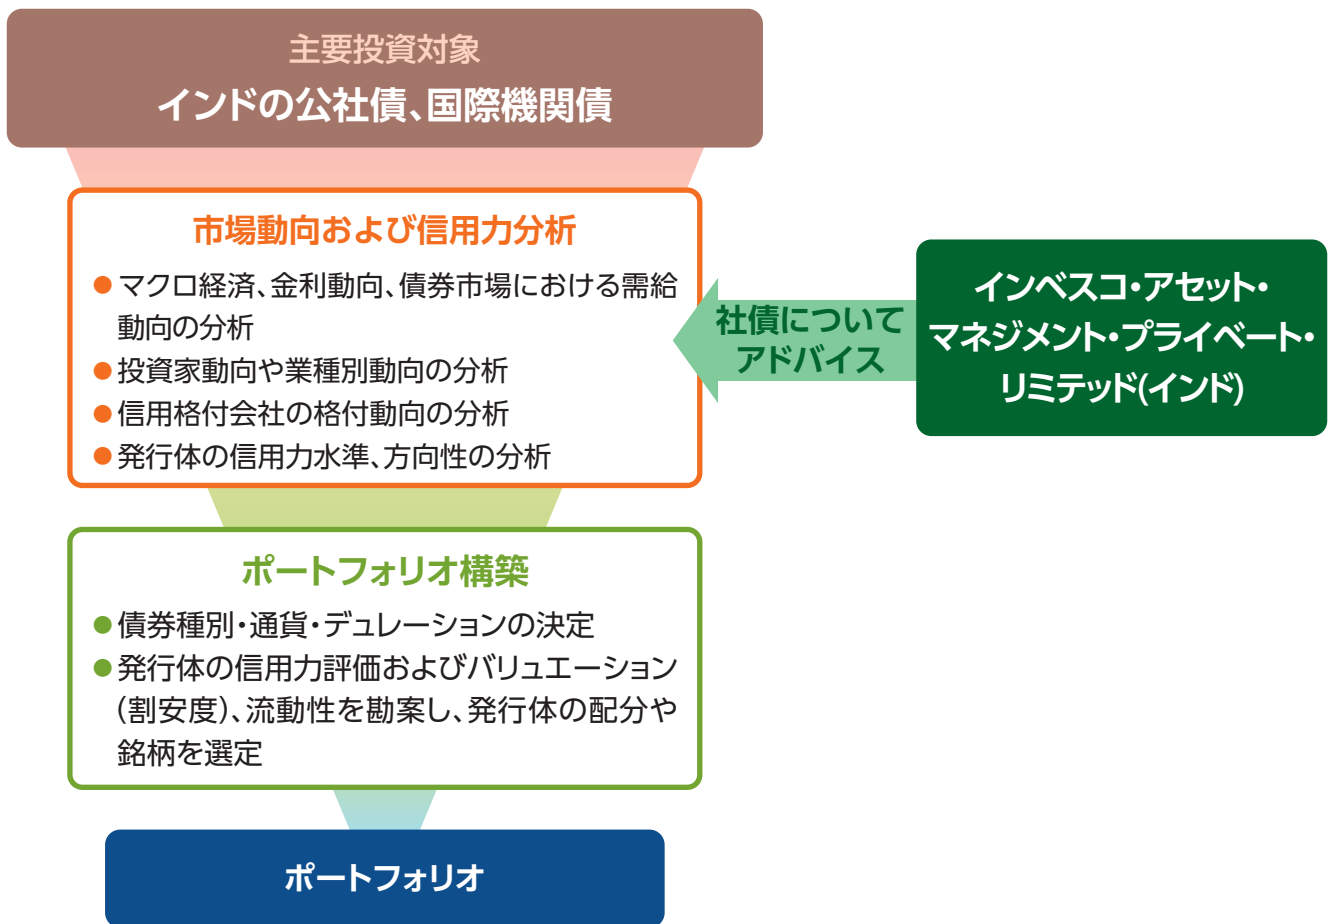 主要投資対象
インドの公社債、国際機関債
市場動向および信用力分析
●マクロ経済、金利動向、債券市場における需給
動向の分析
●投資家動向や業種別動向の分析
●信用格付会社の格付動向の分析
●発行体の信用力水準、方向性の分析
社債について
アドバイス
インベスコ・アセット・
マネジメント・プライベート・
リミテッド(インド)
ポートフォリオ構築
●債券種別・通貨・デュレーションの決定
●発行体の信用力評価およびバリュエーション
(割安度)、流動性を勘案し、発行体の配分や
銘柄を選定
ポートフォリオ